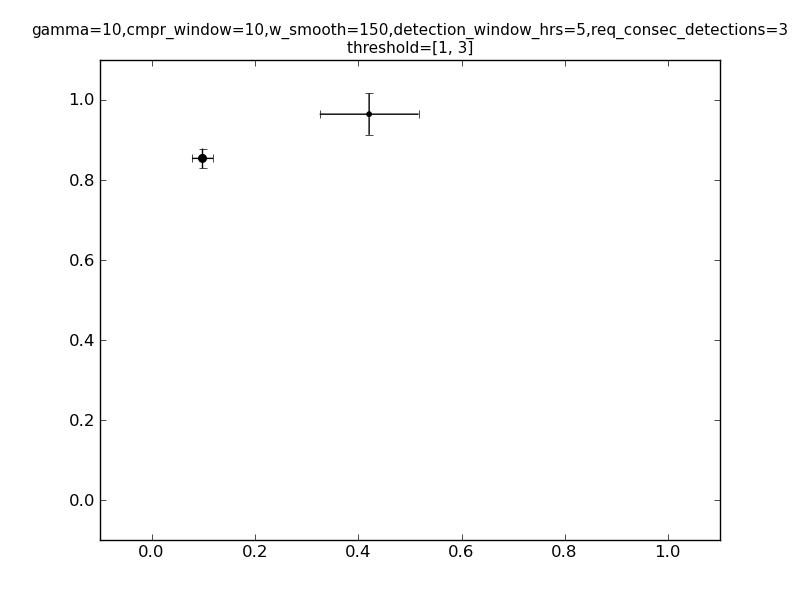 gamma=10,cmpr_window=10,w_smooth=150,detection_window_hrs=5,req_consec_detections=3
threshold=[1, 3]
1.0
0.8
0.6
0.4
0.2
0.0
0.0 0.2 0.4 0.6 0.8 1.0